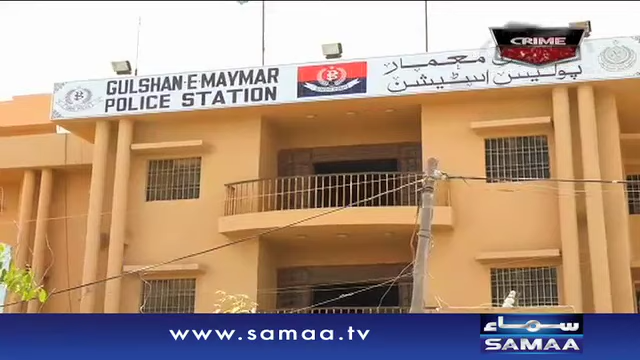 CRIME
GULSHAN-E-MAYMAR
POLICE STATION
معمار
پولیس اسٹیشن
www.samaa.tv
سماء
SAMAA